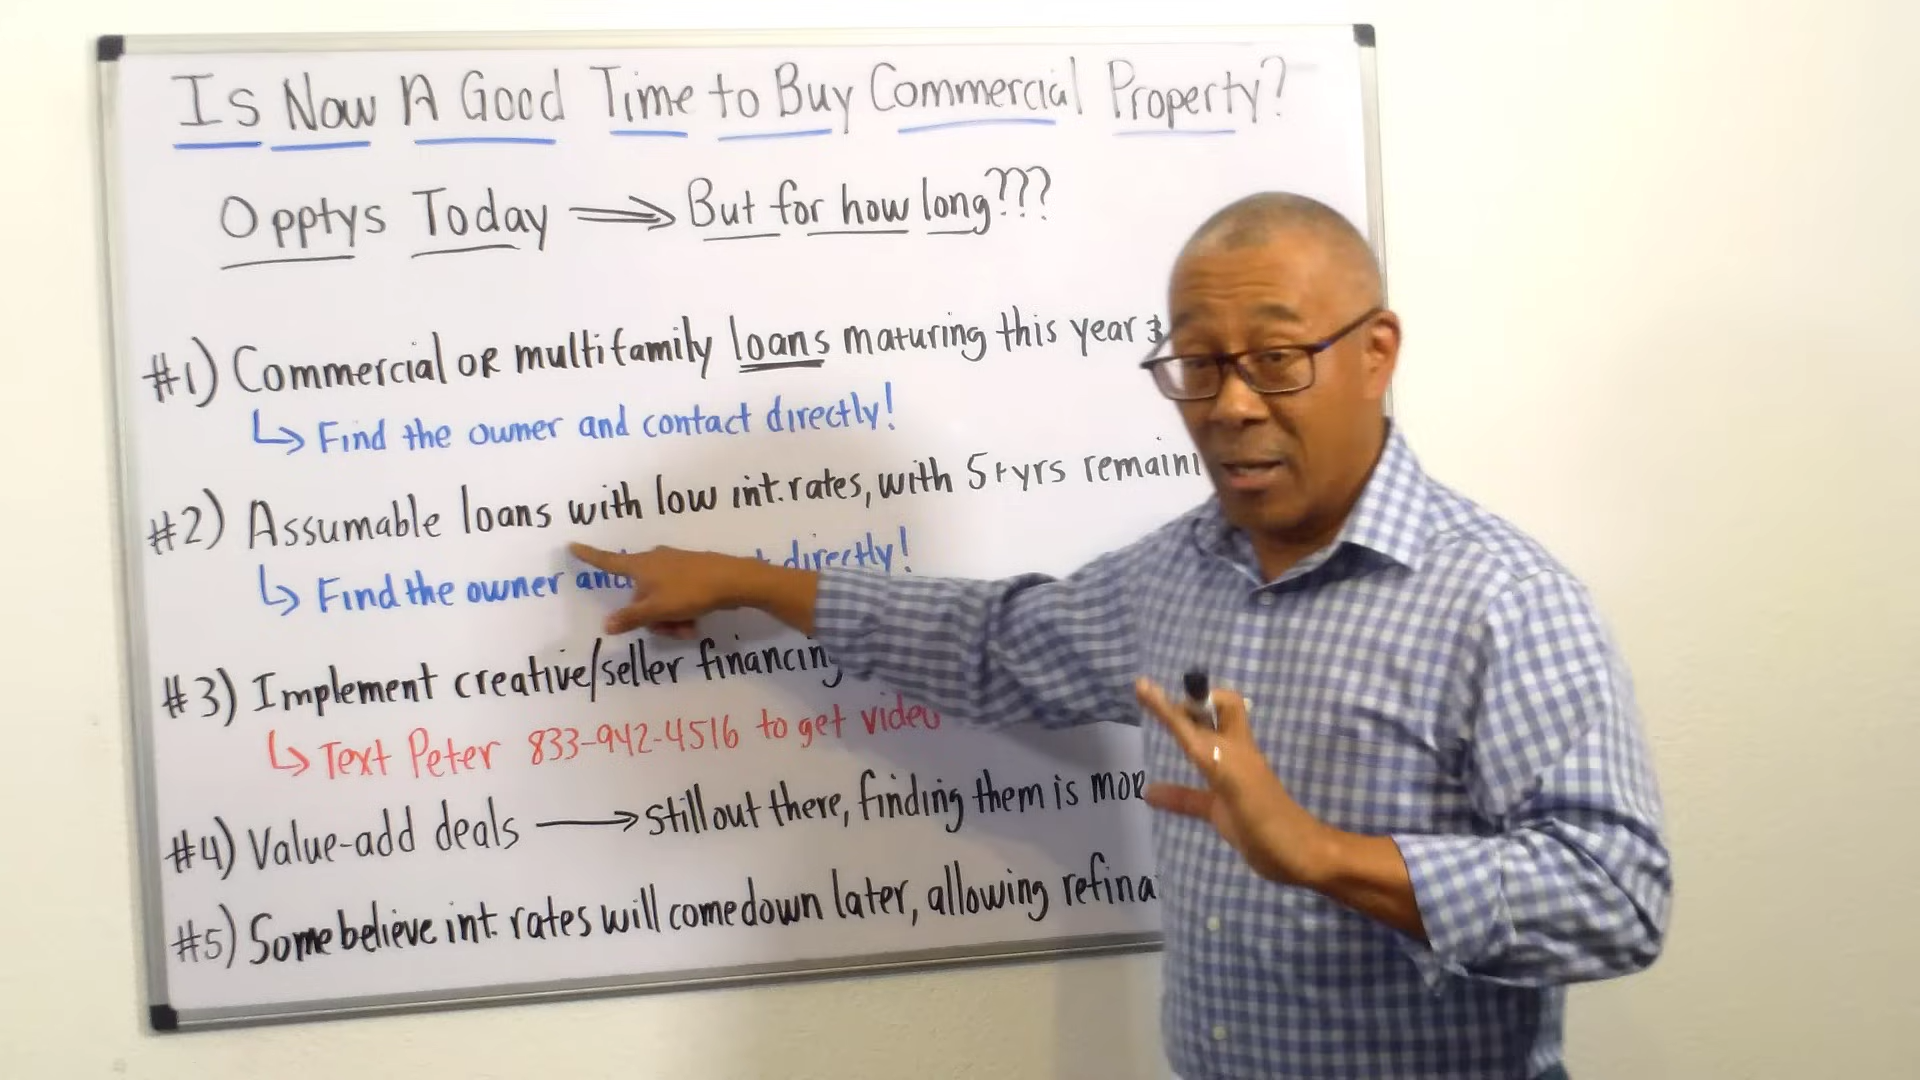 Is Now A Good Time to Buy Commercial Property?
Opptys Today → But for how long???
#1) Commercial or multifamily loans maturing this year &
↳ Find the owner and contact directly!
#2) Assumable loans with low int. rates, with 5+ yrs
↳ Find the owner and directly!
#3) Implement creative/seller financing
↳ Text Peter 833-942-4516 to get video
#4) Value-add deals → still out there, finding them is
#5) Some believe int. rates will come down later, allowing